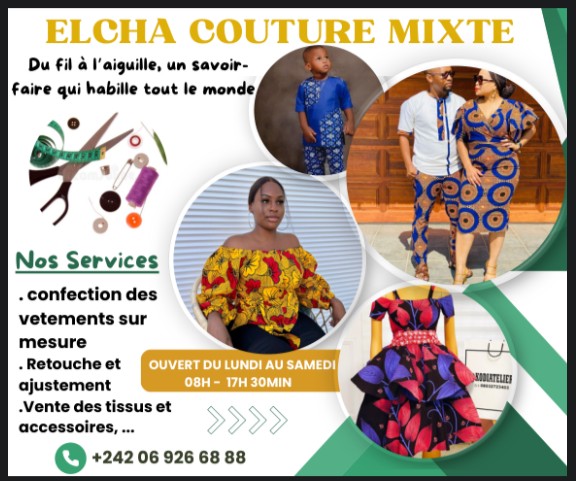 ELCHA COUTURE MIXTE
Du fil à l'aiguille, un savoir-
faire qui habille tout le monde
Nos Services
. confection des
vetements sur
mesure
. Retouche et
ajustement
.Vente des tissus et
accessoires, ...
OUVERT DU LUNDI AU SAMEDI
08H - 17H 30MIN
+242 06 926 68 88